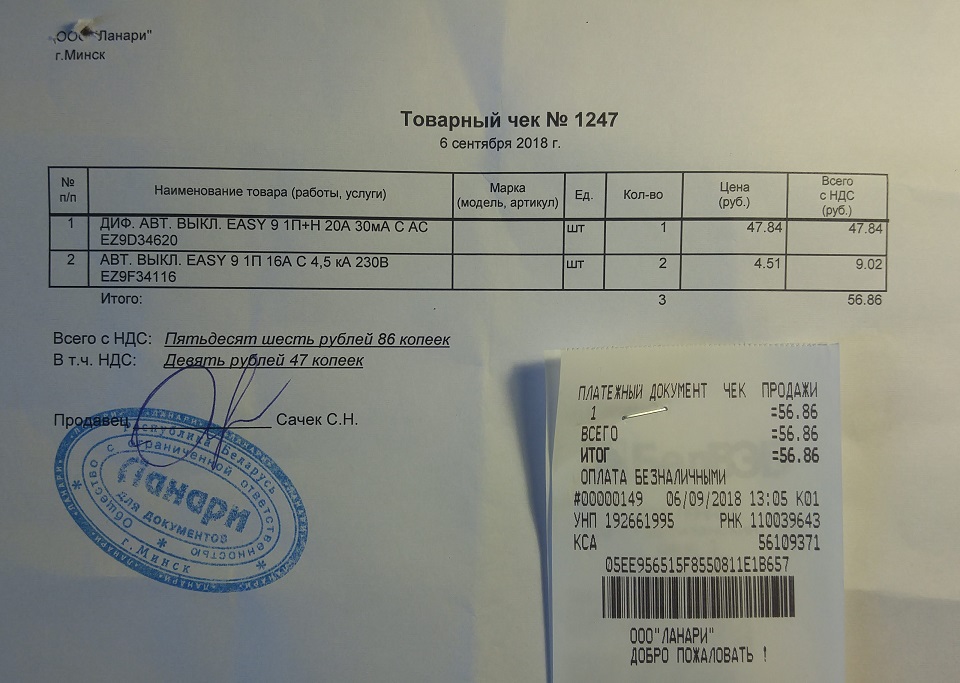 ООО "Ланари"
г.Минск
Товарный чек № 1247
6 сентября 2018 г.
№ п/п Наименование товара (работы, услуги) Марка (модель, артикул) Ед. Кол-во Цена (руб.) Всего с НДС (руб.)
1 ДИФ. АВТ. ВЫКЛ. EASY 9 1П+Н 20А 30мА С АС EZ9D34620 шт 1 47.84 47.84
2 АВТ. ВЫКЛ. EASY 9 1П 16А С 4,5 кА 230В EZ9F34116 шт 2 4.51 9.02
Итого: 3 56.86
Всего с НДС: Пятьдесят шесть рублей 86 копеек
В т.ч. НДС: Девять рублей 47 копеек
Продавец Сачек С.Н.
Республика Беларусь
Общество с ограниченной ответственностью
Ланари
для документов
г. Минск
ЛАНАРИ
ПЛАТЕЖНЫЙ ДОКУМЕНТ ЧЕК ПРОДАЖИ
1 =56.86
ВСЕГО =56.86
ИТОГ =56.86
ОПЛАТА БЕЗНАЛИЧНЫМИ
#00000149 06/09/2018 13:05 К01
УНП 192661995 РНК 110039643
КСА 56109371
05EE956515F8550811E1B657
ООО"ЛАНАРИ"
ДОБРО ПОЖАЛОВАТЬ !